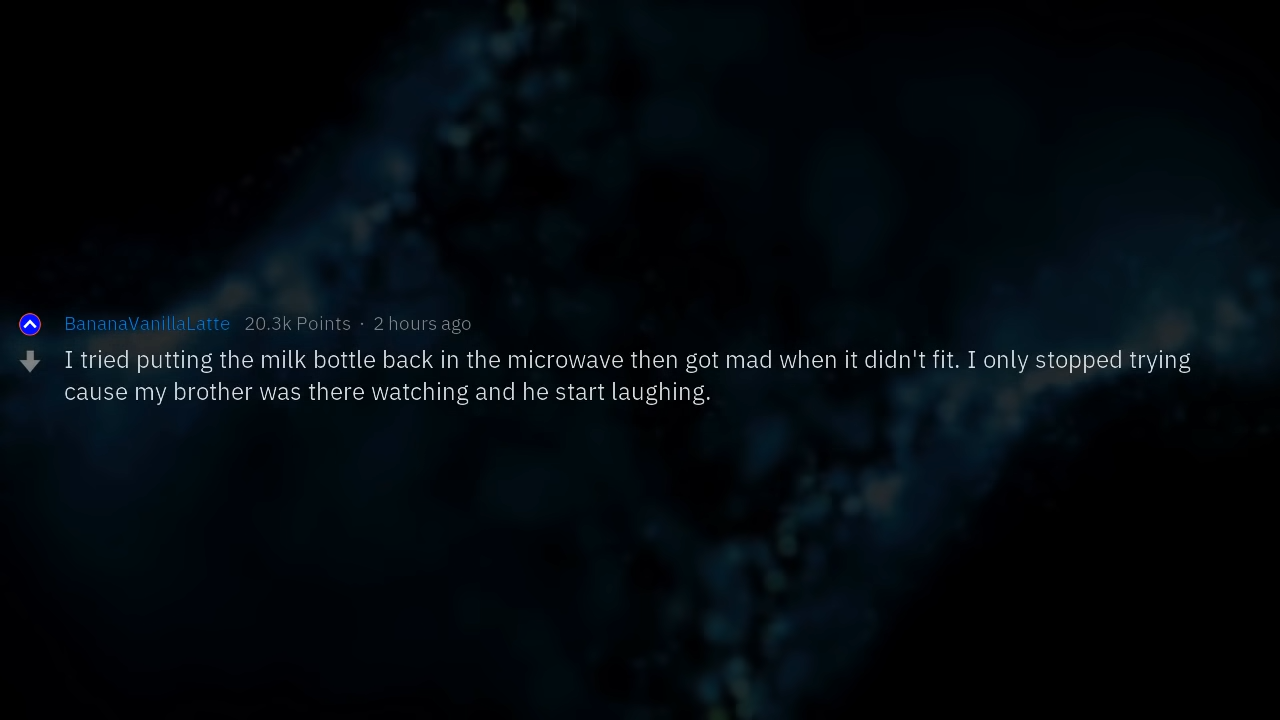 BananaVanillaLatte 20.3k Points · 2 hours ago
I tried putting the milk bottle back in the microwave then got mad when it didn't fit. I only stopped trying
cause my brother was there watching and he start laughing.